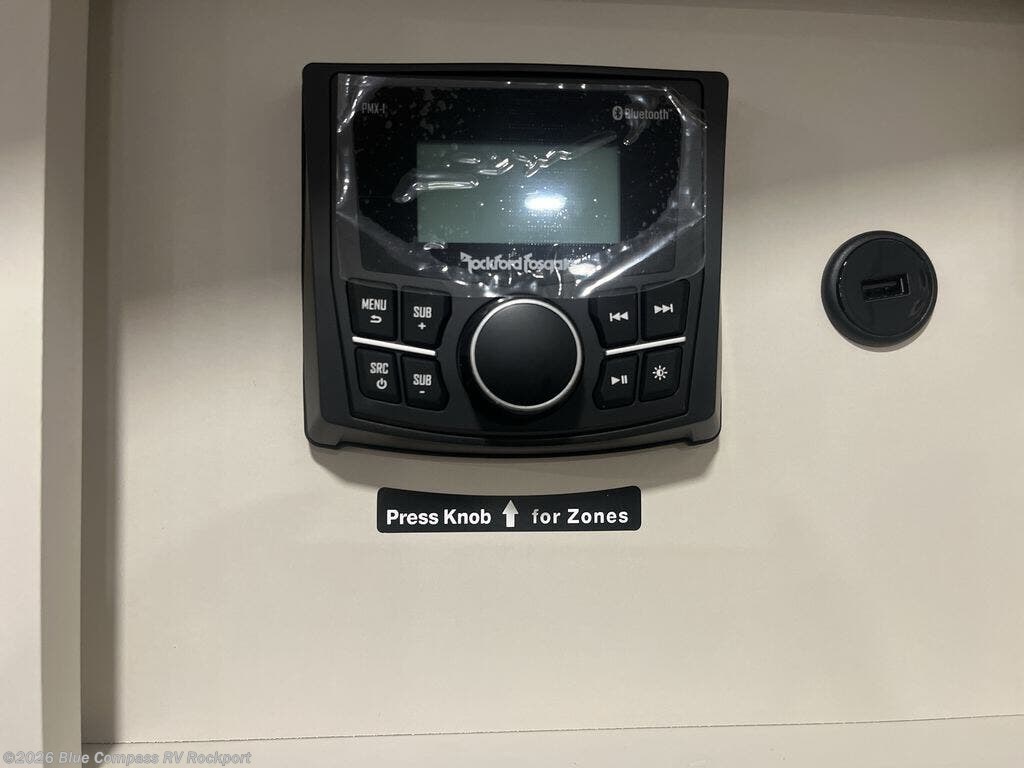 PMX-1
Bluetooth
Rockford Fosgate
MENU
SUB
+
SRC
SUB
-
Press Knob ↑ for Zones
©2026 Blue Compass RV Rockport